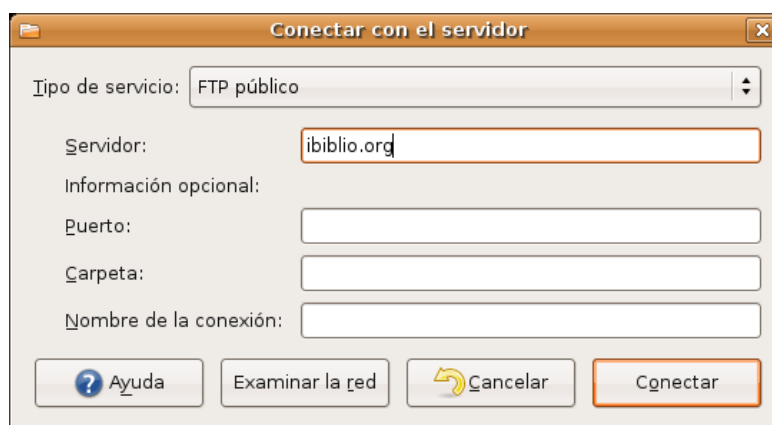 Conectar con el servidor
Tipo de servicio: FTP público
Servidor: ibiblio.org
Información opcional:
Puerto:
Carpeta:
Nombre de la conexión:
Ayuda Examinar la red Cancelar Conectar